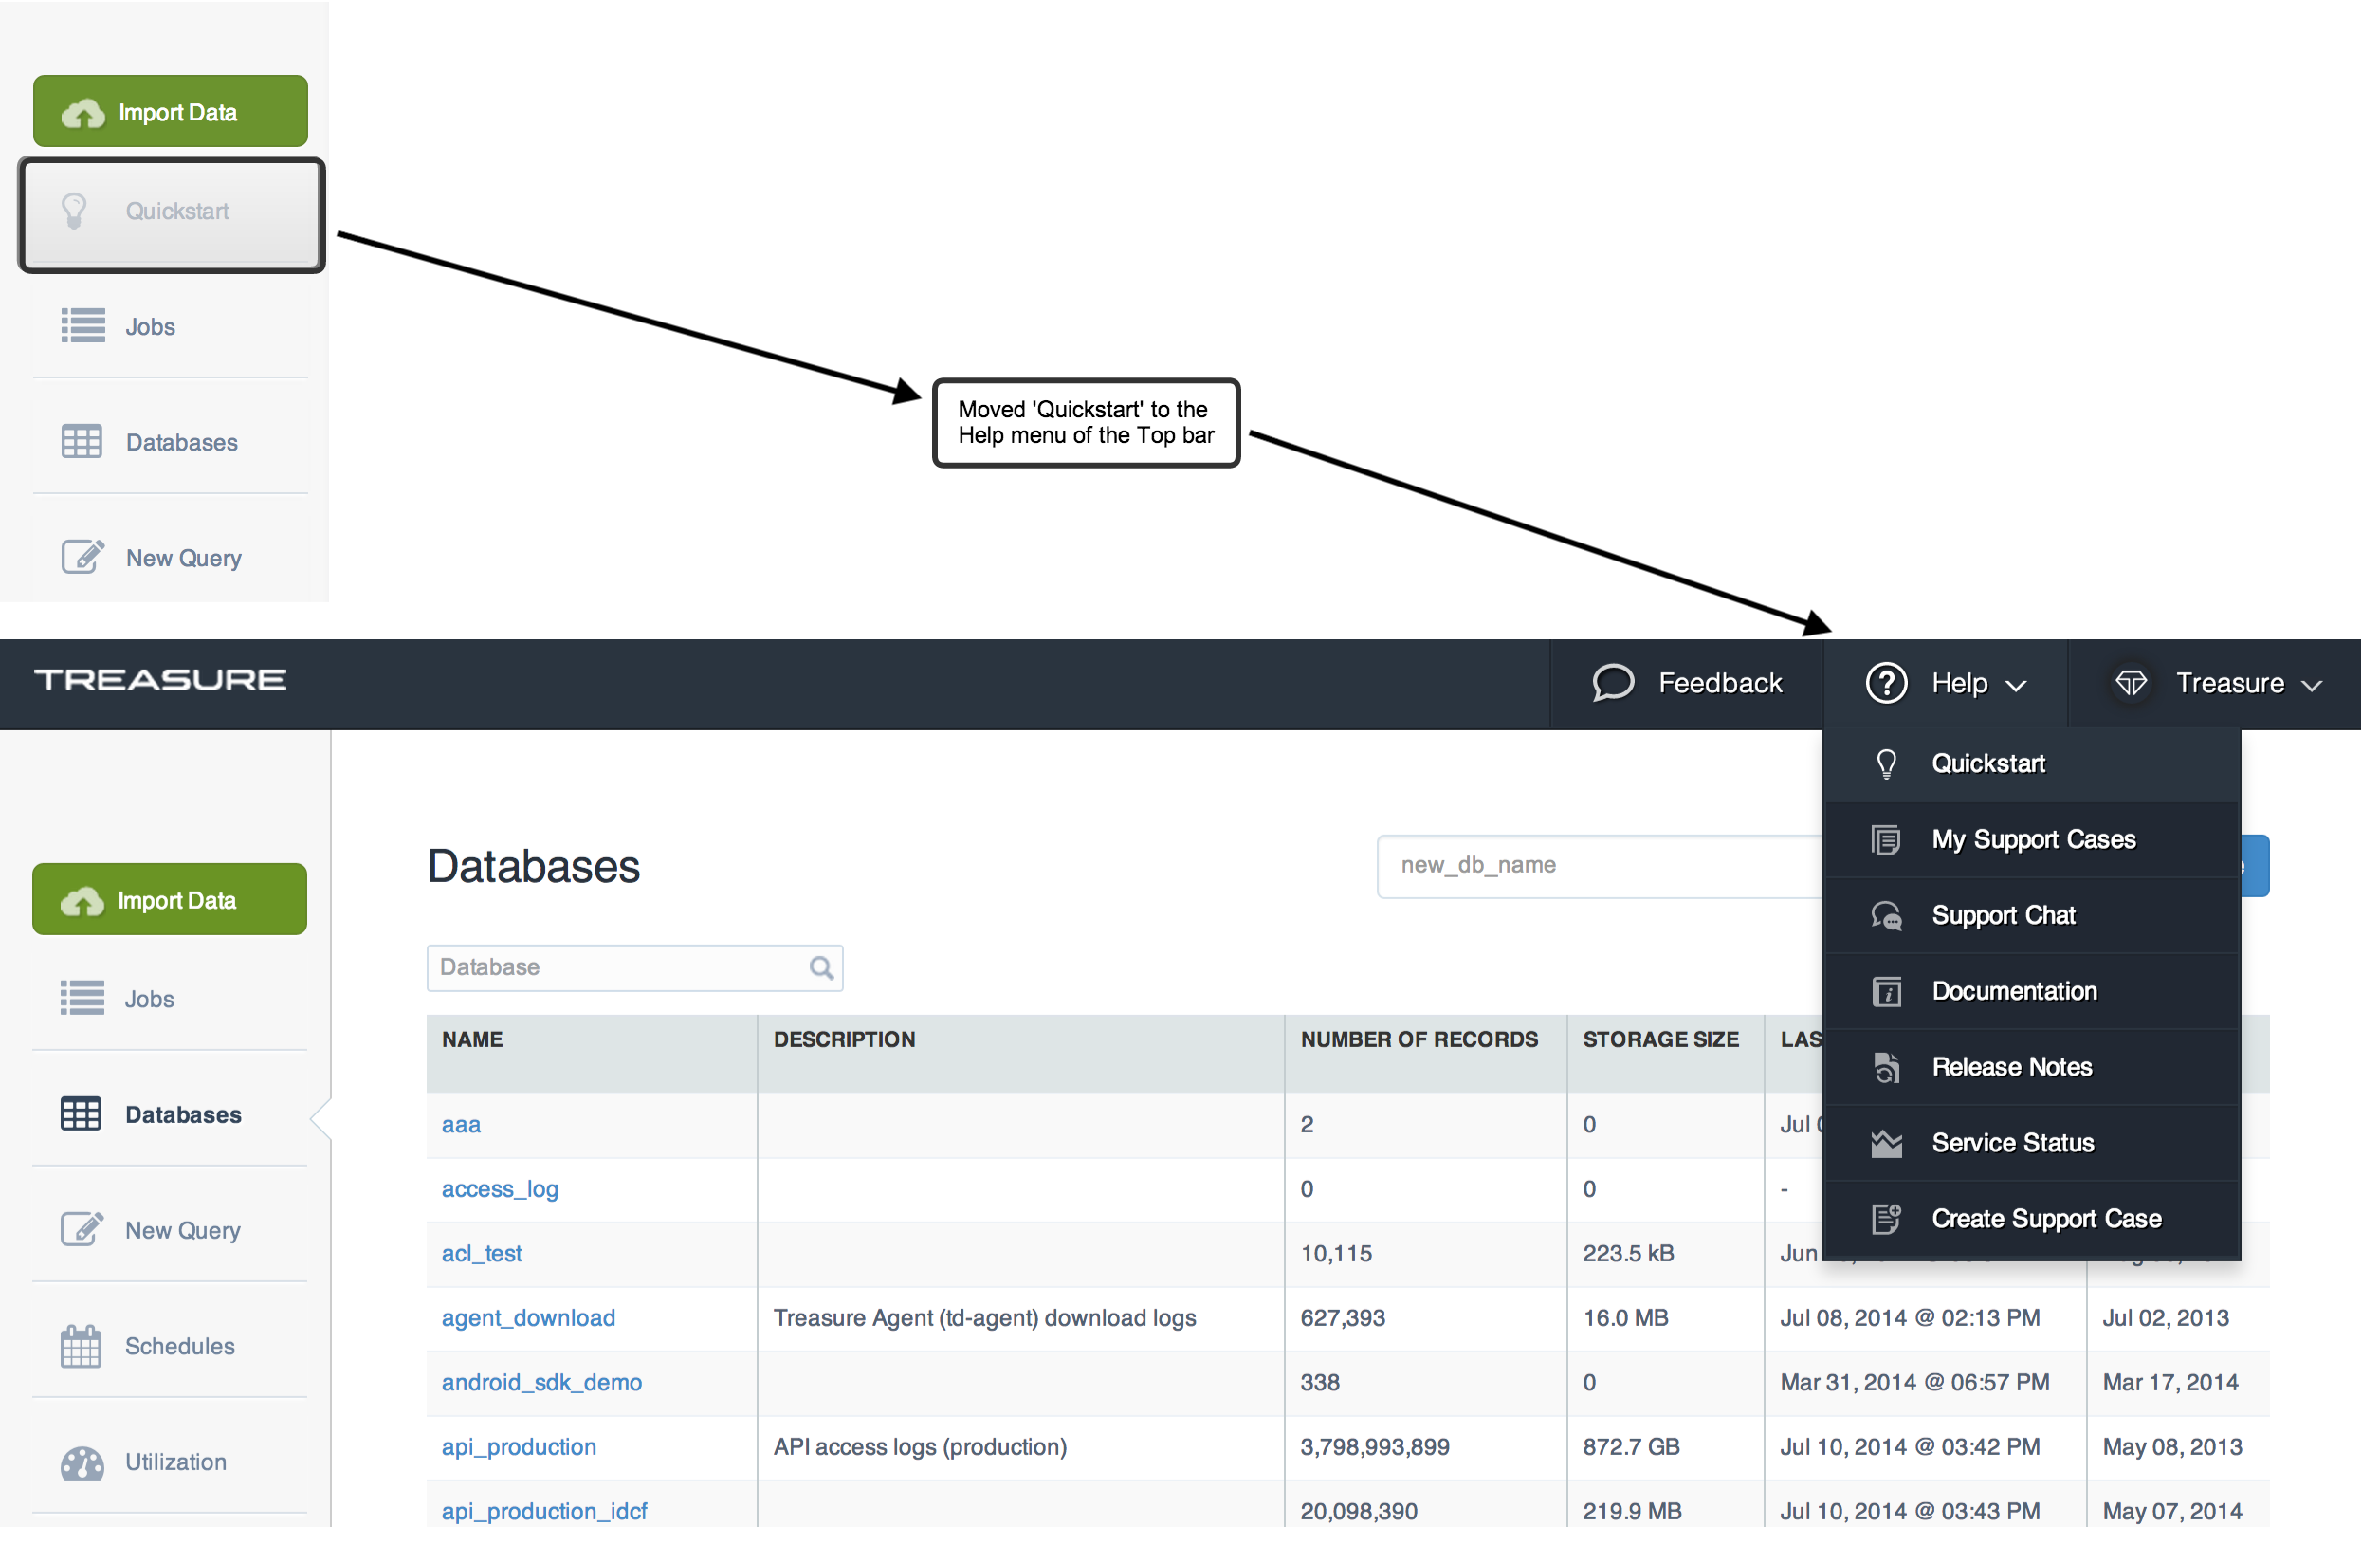 Import Data
Quickstart
Jobs
Databases
New Query
Moved 'Quickstart' to the
Help menu of the Top bar
TREASURE
Feedback
Help
Treasure
Quickstart
My Support Cases
Support Chat
Documentation
Release Notes
Service Status
Create Support Case
Import Data
Jobs
Databases
New Query
Schedules
Utilization
Databases
new_db_name
Database
NAME DESCRIPTION NUMBER OF RECORDS STORAGE SIZE
aaa 2 0 Jul
access_log 0 0 -
acl_test 10,115 223.5 kB Jun
agent_download Treasure Agent (td-agent) download logs 627,393 16.0 MB Jul 08, 2014 @ 02:13 PM Jul 02, 2013
android_sdk_demo 338 0 Mar 31, 2014 @ 06:57 PM Mar 17, 2014
api_production API access logs (production) 3,798,993,899 872.7 GB Jul 10, 2014 @ 03:42 PM May 08, 2013
api_production_idcf 20,098,390 219.9 MB Jul 10, 2014 @ 03:43 PM May 07, 2014